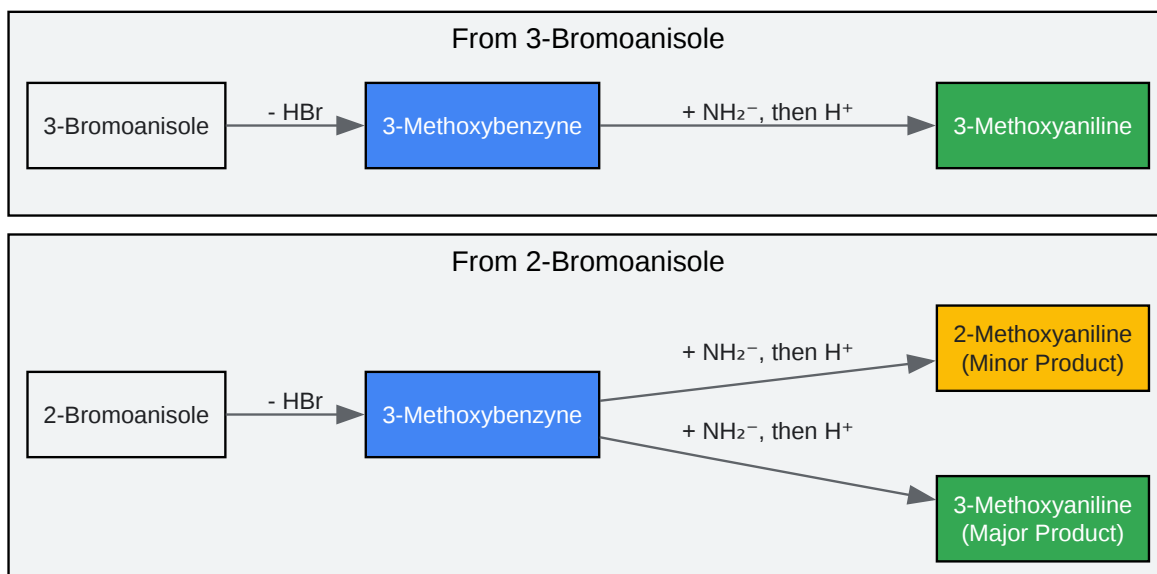 From 3-Bromoanisole
3-Bromoanisole
- HBr
3-Methoxybenzyne
+ NH₂⁻, then H⁺
3-Methoxyaniline
From 2-Bromoanisole
2-Bromoanisole
- HBr
3-Methoxybenzyne
+ NH₂⁻, then H⁺
2-Methoxyaniline
(Minor Product)
+ NH₂⁻, then H⁺
3-Methoxyaniline
(Major Product)